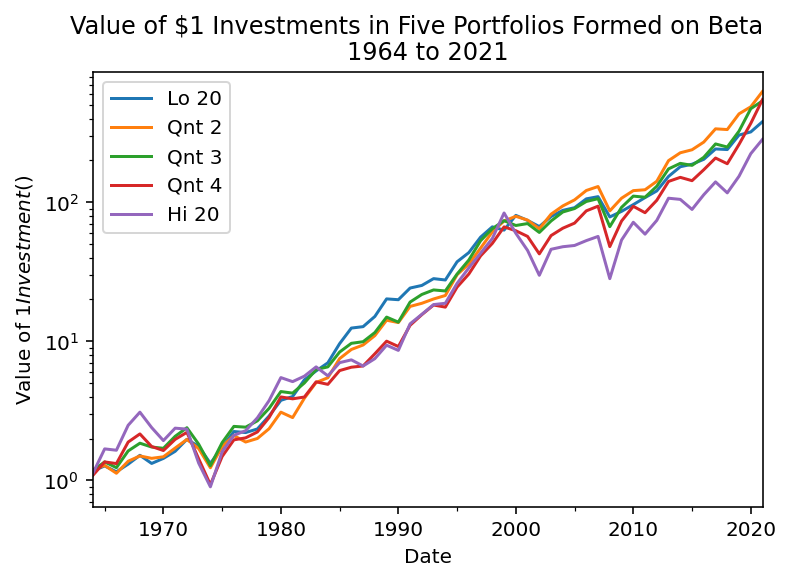 Value of $1 Investments in Five Portfolios Formed on Beta
1964 to 2021
Lo 20
Qnt 2
Qnt 3
Qnt 4
Hi 20
Value of 1Investment()
10²
10¹
10⁰
1970
1980
1990
2000
2010
2020
Date